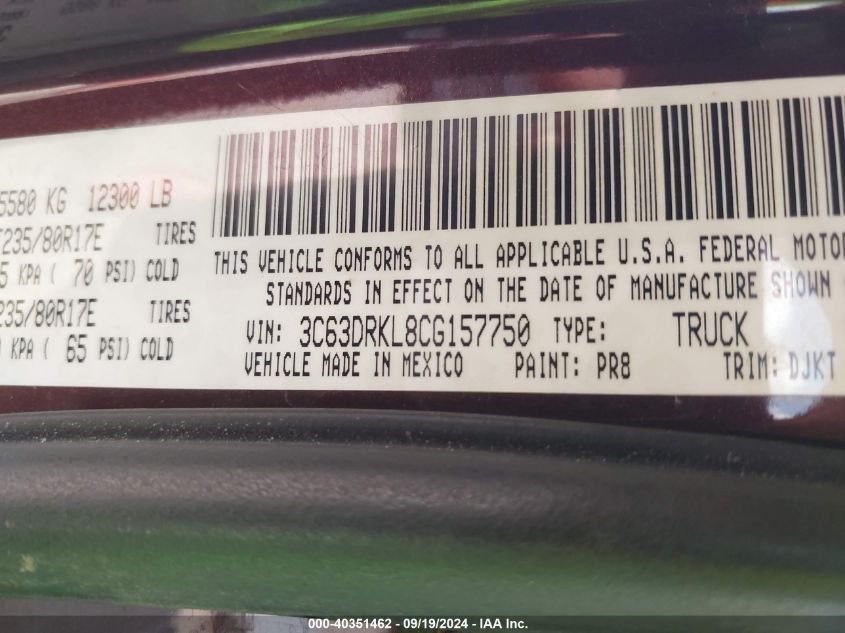 5580 KG 12300 LB
235/80R17E TIRES
5 KPA ( 70 PSI) COLD
235/80R17E TIRES
KPA ( 65 PSI) COLD
THIS VEHICLE CONFORMS TO ALL APPLICABLE U.S.A. FEDERAL MOTOR
STANDARDS IN EFFECT ON THE DATE OF MANUFACTURE SHOWN
VIN: 3C63DRKL8CG157750 TYPE: TRUCK
VEHICLE MADE IN MEXICO PAINT: PR8 TRIM: DJKT
000-40351462 - 09/19/2024 - IAA Inc.